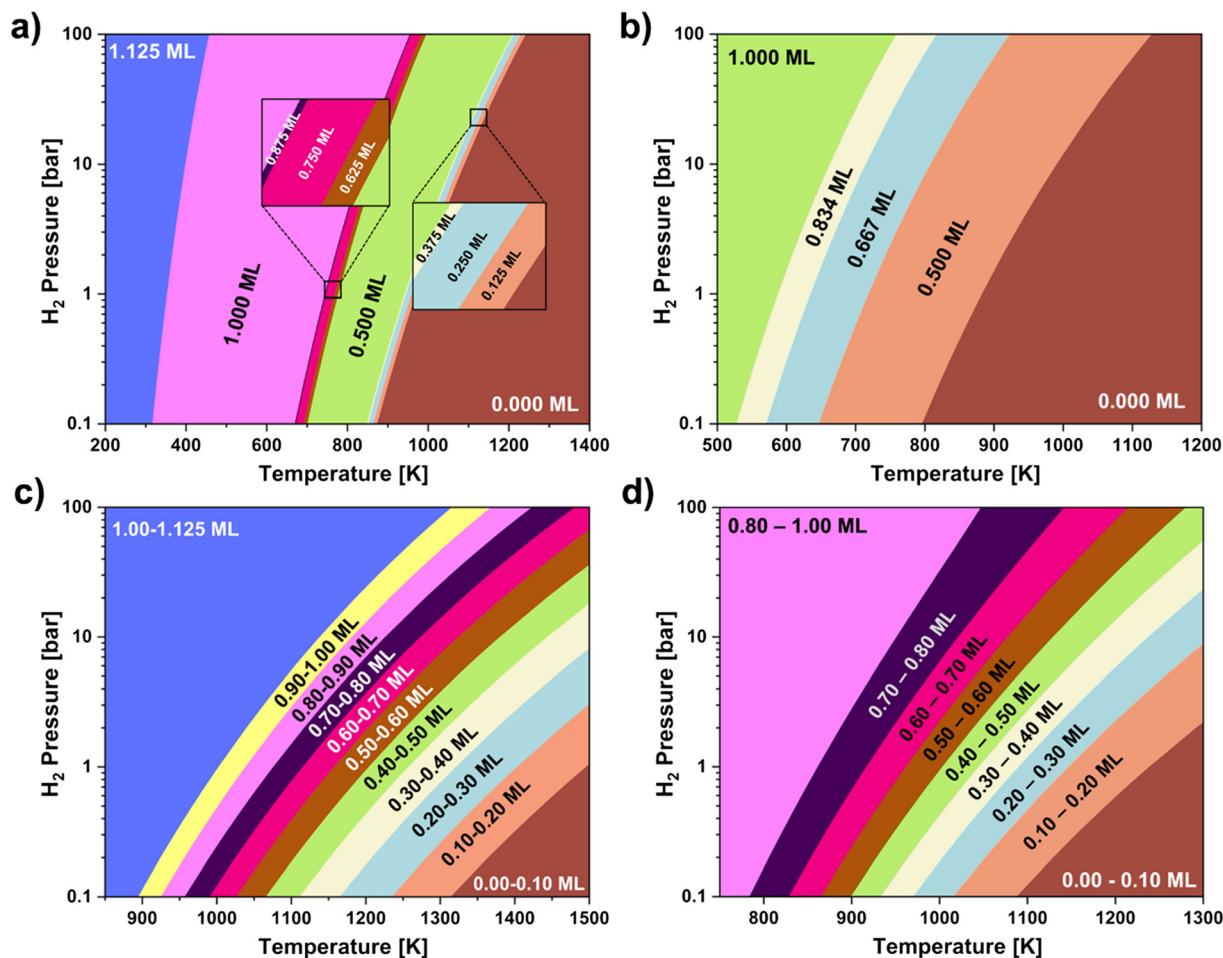 a)
1.125 ML
100
10
1
0.1
H₂ Pressure [bar]
0.875 ML
0.750 ML
0.625 ML
0.375 ML
0.250 ML
0.125 ML
1.000 ML
0.500 ML
0.000 ML
200 400 600 800 1000 1200 1400
Temperature [K]
b)
1.000 ML
100
10
1
0.1
H₂ Pressure [bar]
0.834 ML
0.667 ML
0.500 ML
0.000 ML
500 600 700 800 900 1000 1100 1200
Temperature [K]
c)
1.00-1.125 ML
100
10
1
0.1
H₂ Pressure [bar]
0.90-1.00 ML
0.80-0.90 ML
0.70-0.80 ML
0.60-0.70 ML
0.50-0.60 ML
0.40-0.50 ML
0.30-0.40 ML
0.20-0.30 ML
0.10-0.20 ML
0.00-0.10 ML
900 1000 1100 1200 1300 1400 1500
Temperature [K]
d)
0.80 – 1.00 ML
100
10
1
0.1
H₂ Pressure [bar]
0.70 – 0.80 ML
0.60 – 0.70 ML
0.50 – 0.60 ML
0.40 – 0.50 ML
0.30 – 0.40 ML
0.20 – 0.30 ML
0.10 – 0.20 ML
0.00 - 0.10 ML
800 900 1000 1100 1200 1300
Temperature [K]